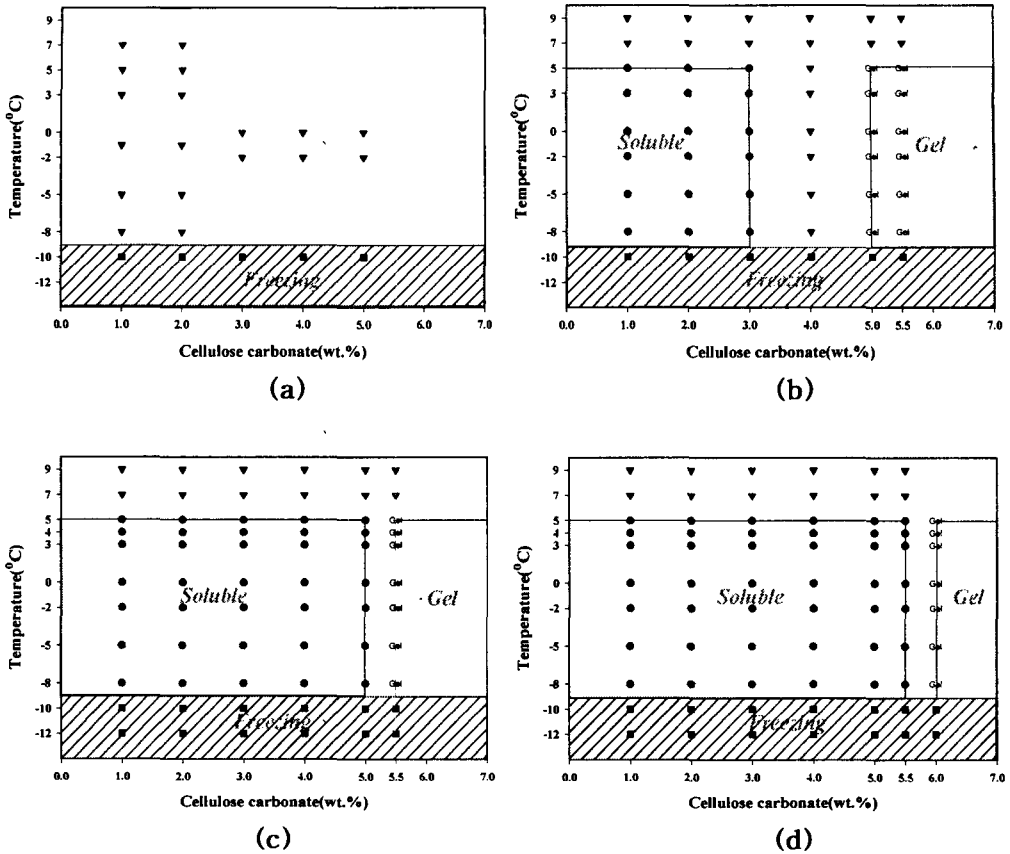 9
7
5
3
0
-2
-5
-8
-10
-12
Temperature(⁰C)
Freezing
0.0 1.0 2.0 3.0 4.0 5.0 6.0 7.0
Cellulose carbonate(wt.%)
(a)
9
7
5
3
0
-2
-5
-8
-10
-12
Temperature(⁰C)
Gel Gel
Gel Gel
Gel Gel
Soluble
Gel
Gel Gel
Gel Gel
Gel Gel
Freezing
0.0 1.0 2.0 3.0 4.0 5.0 5.5 6.0 7.0
Cellulose carbonate(wt.%)
(b)
9
7
5
4
3
0
-2
-5
-8
-10
-12
Temperature(⁰C)
Gel
Gel
Gel
Gel
Soluble
Gel
Gel
Gel
Gel
Freezing
0.0 1.0 2.0 3.0 4.0 5.0 5.5 7.0
Cellulose carbonate(wt.%)
(c)
9
7
5
4
3
0
-2
-5
-8
-10
-12
Temperature(⁰C)
Gel
Gel
Gel
Gel
Soluble
Gel
Gel
Gel
Gel
Freezing
0.0 1.0 2.0 3.0 4.0 5.0 5.5 6.0 7.0
Cellulose carbonate(wt.%)
(d)